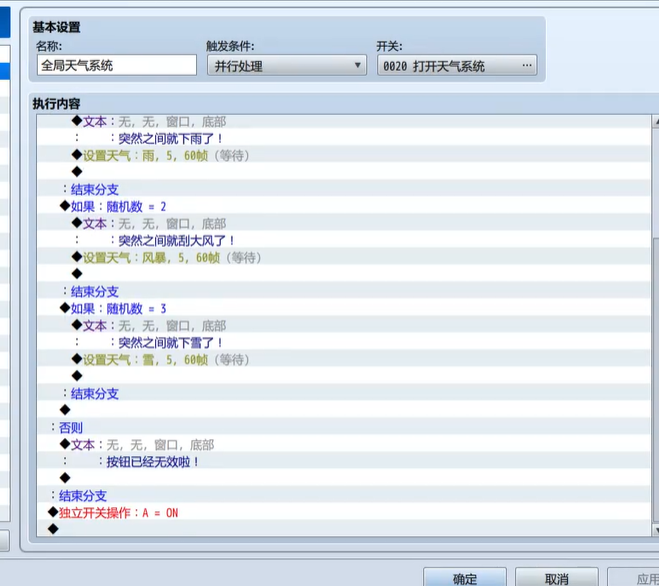 基本设置
名称:
触发条件:
开关:
全局天气系统
并行处理
0020 打开天气系统
...
执行内容
◆文本：无, 无, 窗口, 底部
：　　：突然之间就下雨了！
◆设置天气：雨, 5, 60帧（等待）
◆
：结束分支
◆如果：随机数 = 2
◆文本：无, 无, 窗口, 底部
：　　：突然之间就刮大风了！
◆设置天气：风暴, 5, 60帧（等待）
◆
：结束分支
◆如果：随机数 = 3
◆文本：无, 无, 窗口, 底部
：　　：突然之间就下雪了！
◆设置天气：雪, 5, 60帧（等待）
◆
：结束分支
◆
：否则
◆文本：无, 无, 窗口, 底部
：　　：按钮已经无效啦！
◆
：结束分支
◆独立开关操作：A = ON
◆
确定
取消
应用